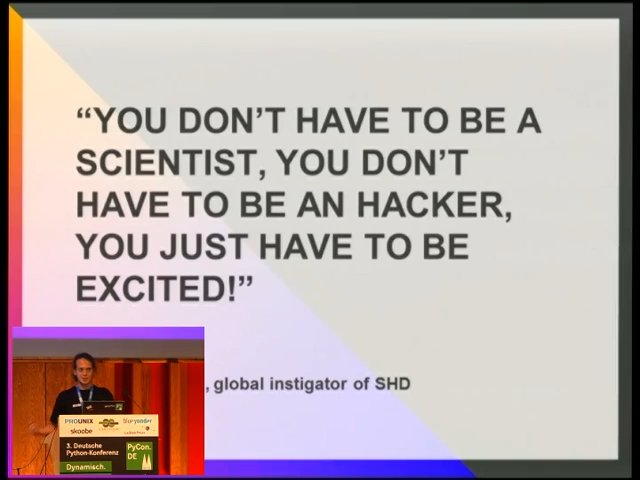 “YOU DON’T HAVE TO BE A
SCIENTIST, YOU DON’T
HAVE TO BE AN HACKER,
YOU JUST HAVE TO BE
EXCITED!”
, global instigator of SHD
PROUNIX
skoobe
blueyonder
3. Deutsche
Python-Konferenz
PyCon.
DE
Dynamisch.